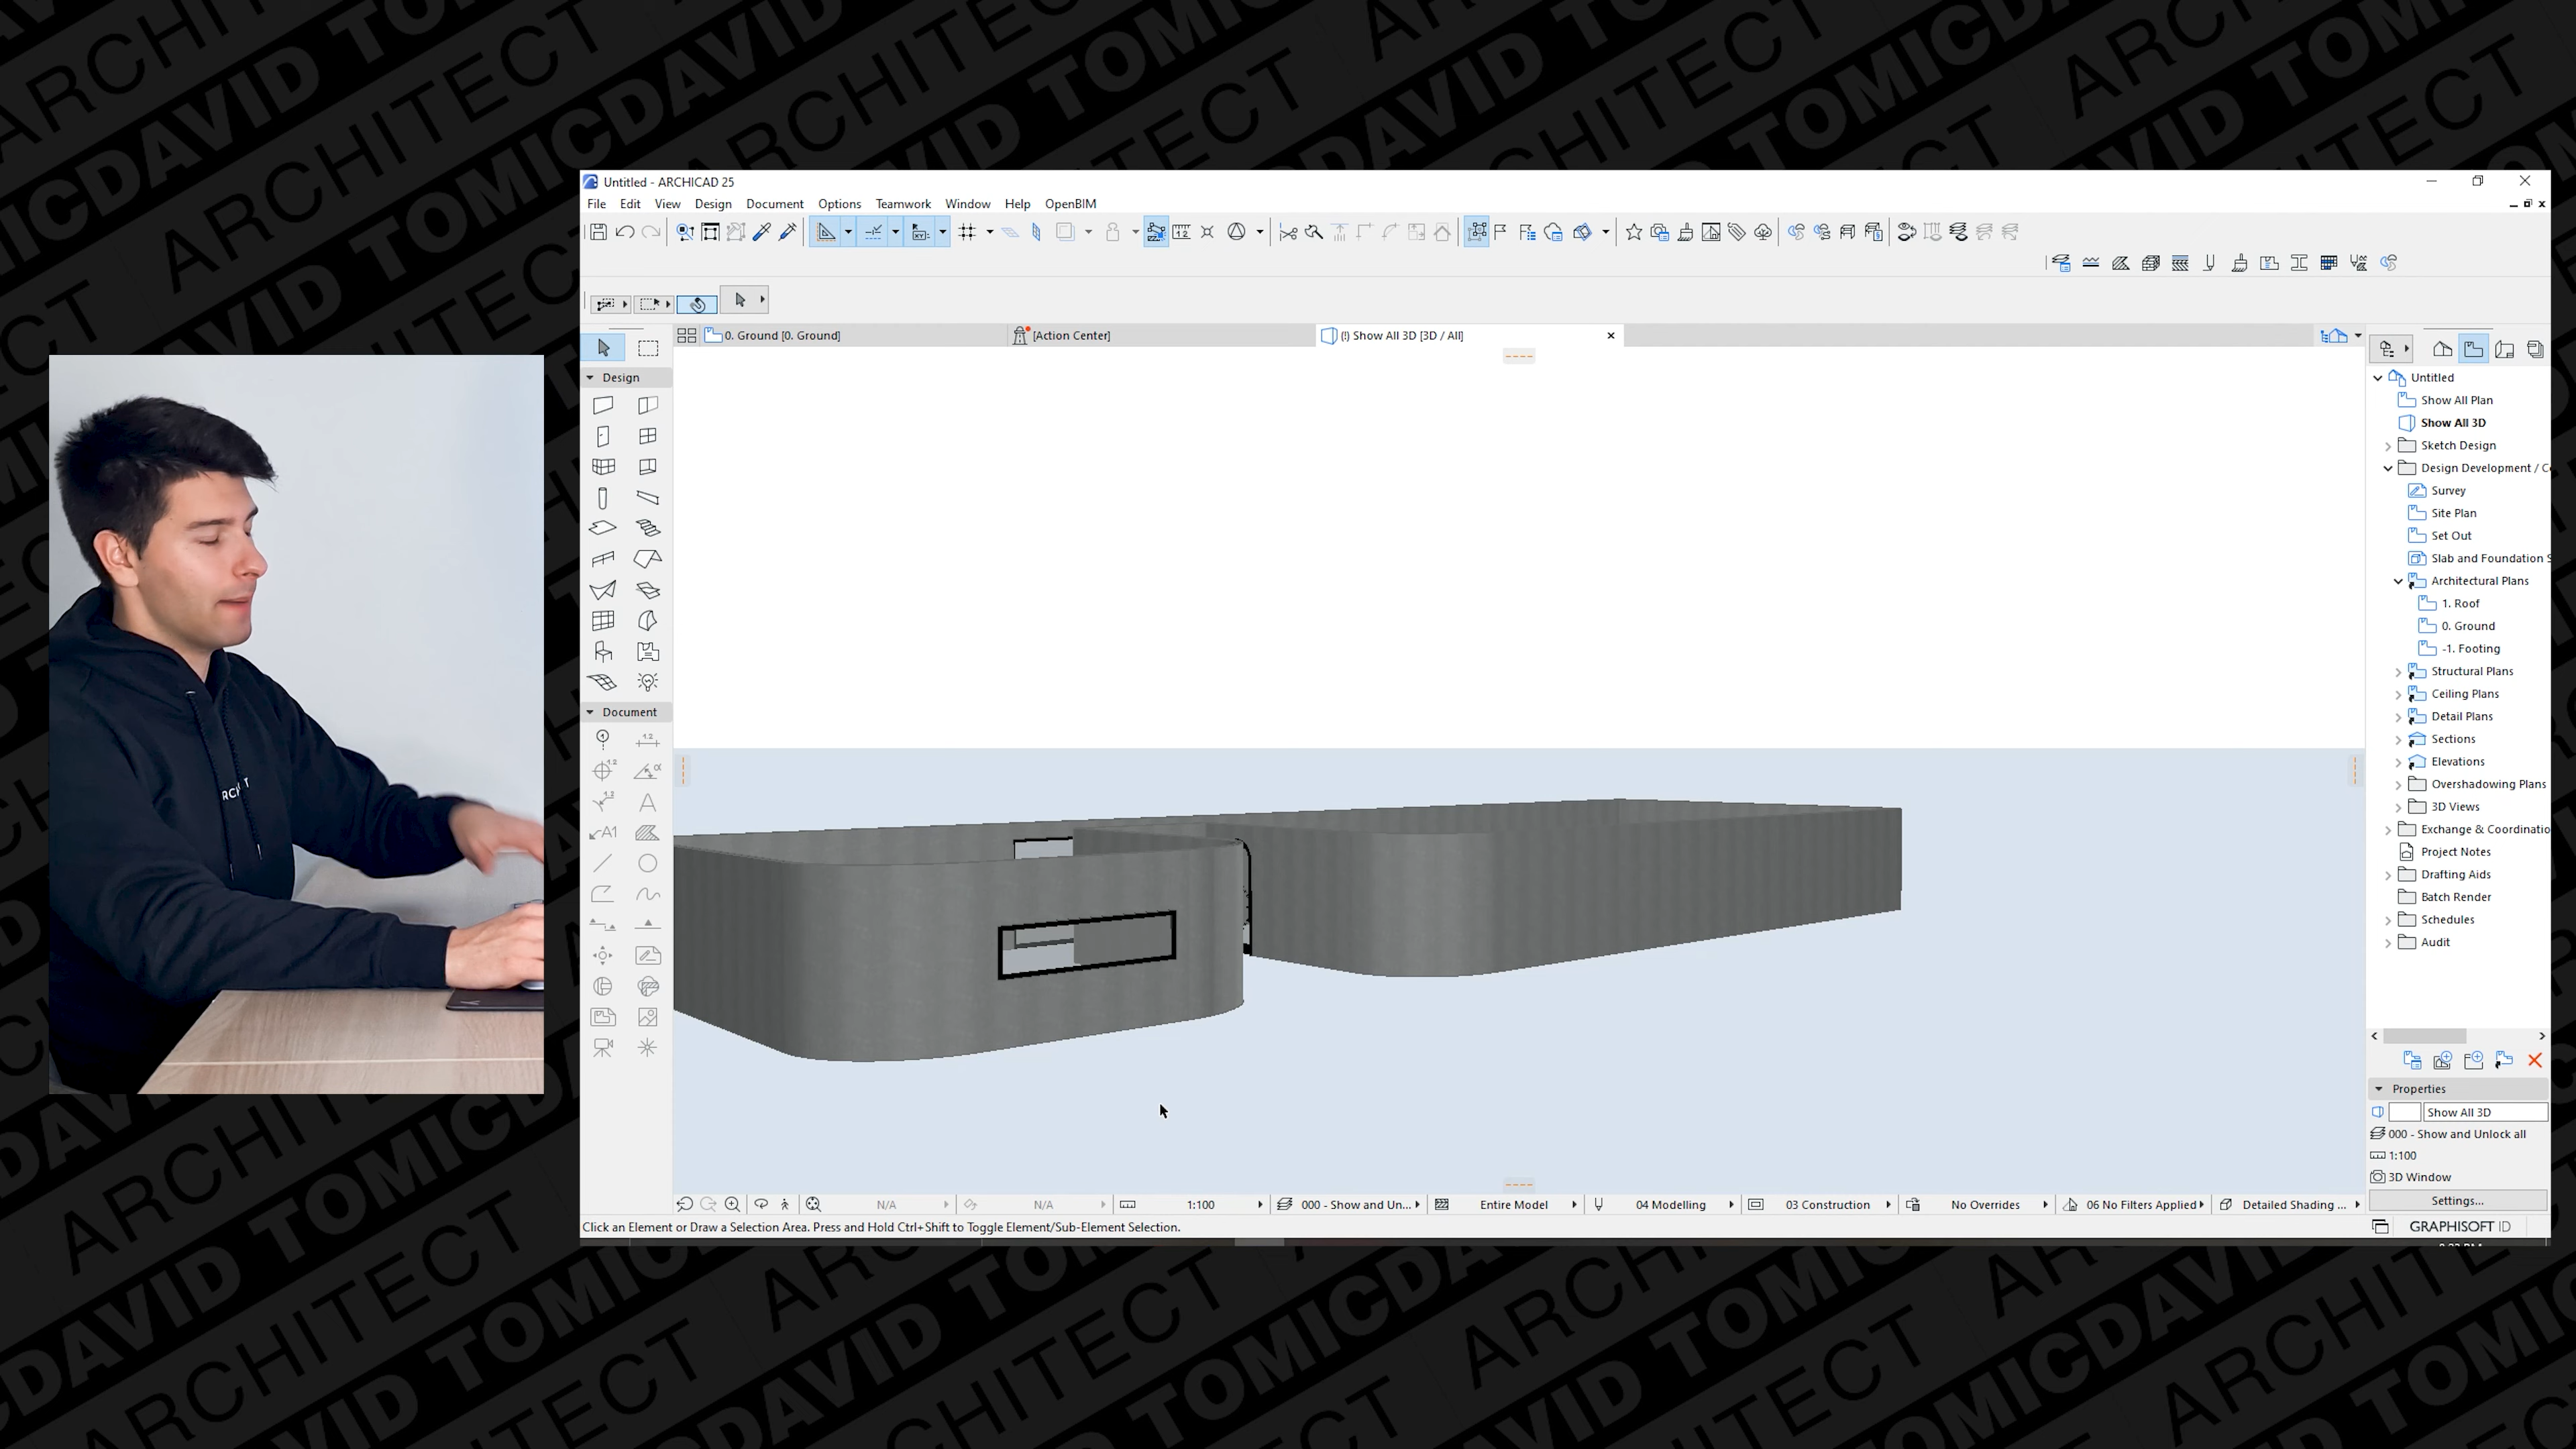 ARCHITECT
DAVID TOMIC
Untitled - ARCHICAD 25
File Edit View Design Document Options Teamwork Window Help OpenBIM
0. Ground [0. Ground]
[Action Center]
(!) Show All 3D [3D / All]
Design
Document
Untitled
Show All Plan
Show All 3D
Sketch Design
Design Development / C
Survey
Site Plan
Set Out
Slab and Foundation S
Architectural Plans
1. Roof
0. Ground
-1. Footing
Structural Plans
Ceiling Plans
Detail Plans
Sections
Elevations
Overshadowing Plans
3D Views
Exchange & Coordinatio
Project Notes
Drafting Aids
Batch Render
Schedules
Audit
Properties
Show All 3D
000 - Show and Unlock all
1:100
3D Window
Settings...
N/A N/A 1:100 000 - Show and Un... Entire Model 04 Modelling 03 Construction No Overrides 06 No Filters Applied Detailed Shading ...
Click an Element or Draw a Selection Area. Press and Hold Ctrl+Shift to Toggle Element/Sub-Element Selection.
GRAPHISOFT ID